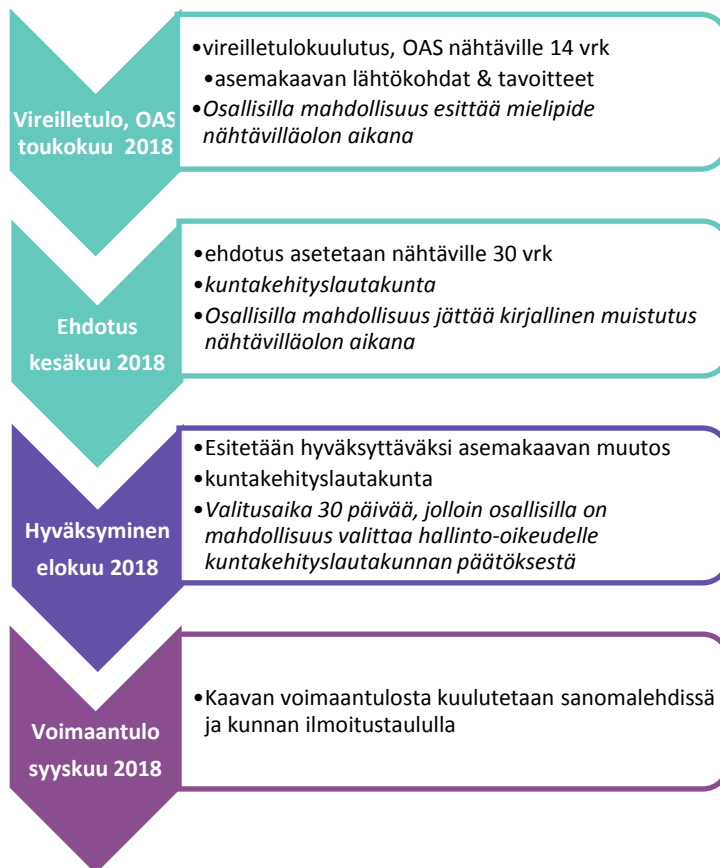 Vireilletulo, OAS
toukokuu 2018
•vireilletulokuulutus, OAS nähtäville 14 vrk
•asemakaavan lähtökohdat & tavoitteet
•Osallisilla mahdollisuus esittää mielipide
nähtävilläolon aikana
Ehdotus
kesäkuu 2018
•ehdotus asetetaan nähtäville 30 vrk
•kuntakehityslautakunta
•Osallisilla mahdollisuus jättää kirjallinen muistutus
nähtävilläolon aikana
Hyväksyminen
elokuu 2018
•Esitetään hyväksyttäväksi asemakaavan muutos
•kuntakehityslautakunta
•Valitusaika 30 päivää, jolloin osallisilla on
mahdollisuus valittaa hallinto-oikeudelle
kuntakehityslautakunnan päätöksestä
Voimaantulo
syyskuu 2018
•Kaavan voimaantulosta kuulutetaan sanomalehdissä
ja kunnan ilmoitustaululla